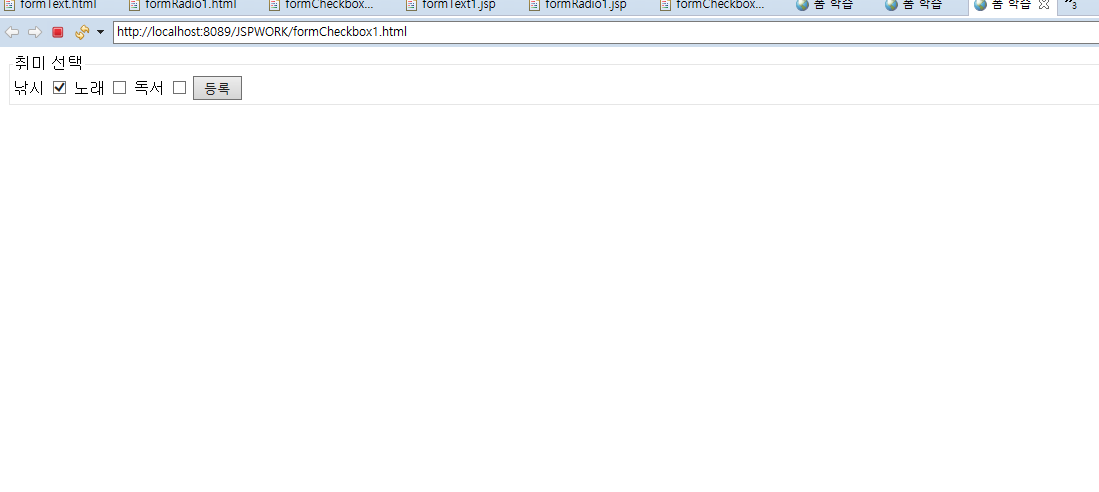 formText.html formRadio1.html formCheckbox... formText1.jsp formRadio1.jsp formCheckbox... 폼 학습 폼 학습 폼 학습 »3
http://localhost:8089/JSPWORK/formCheckbox1.html
취미 선택
낚시 노래 독서 등록